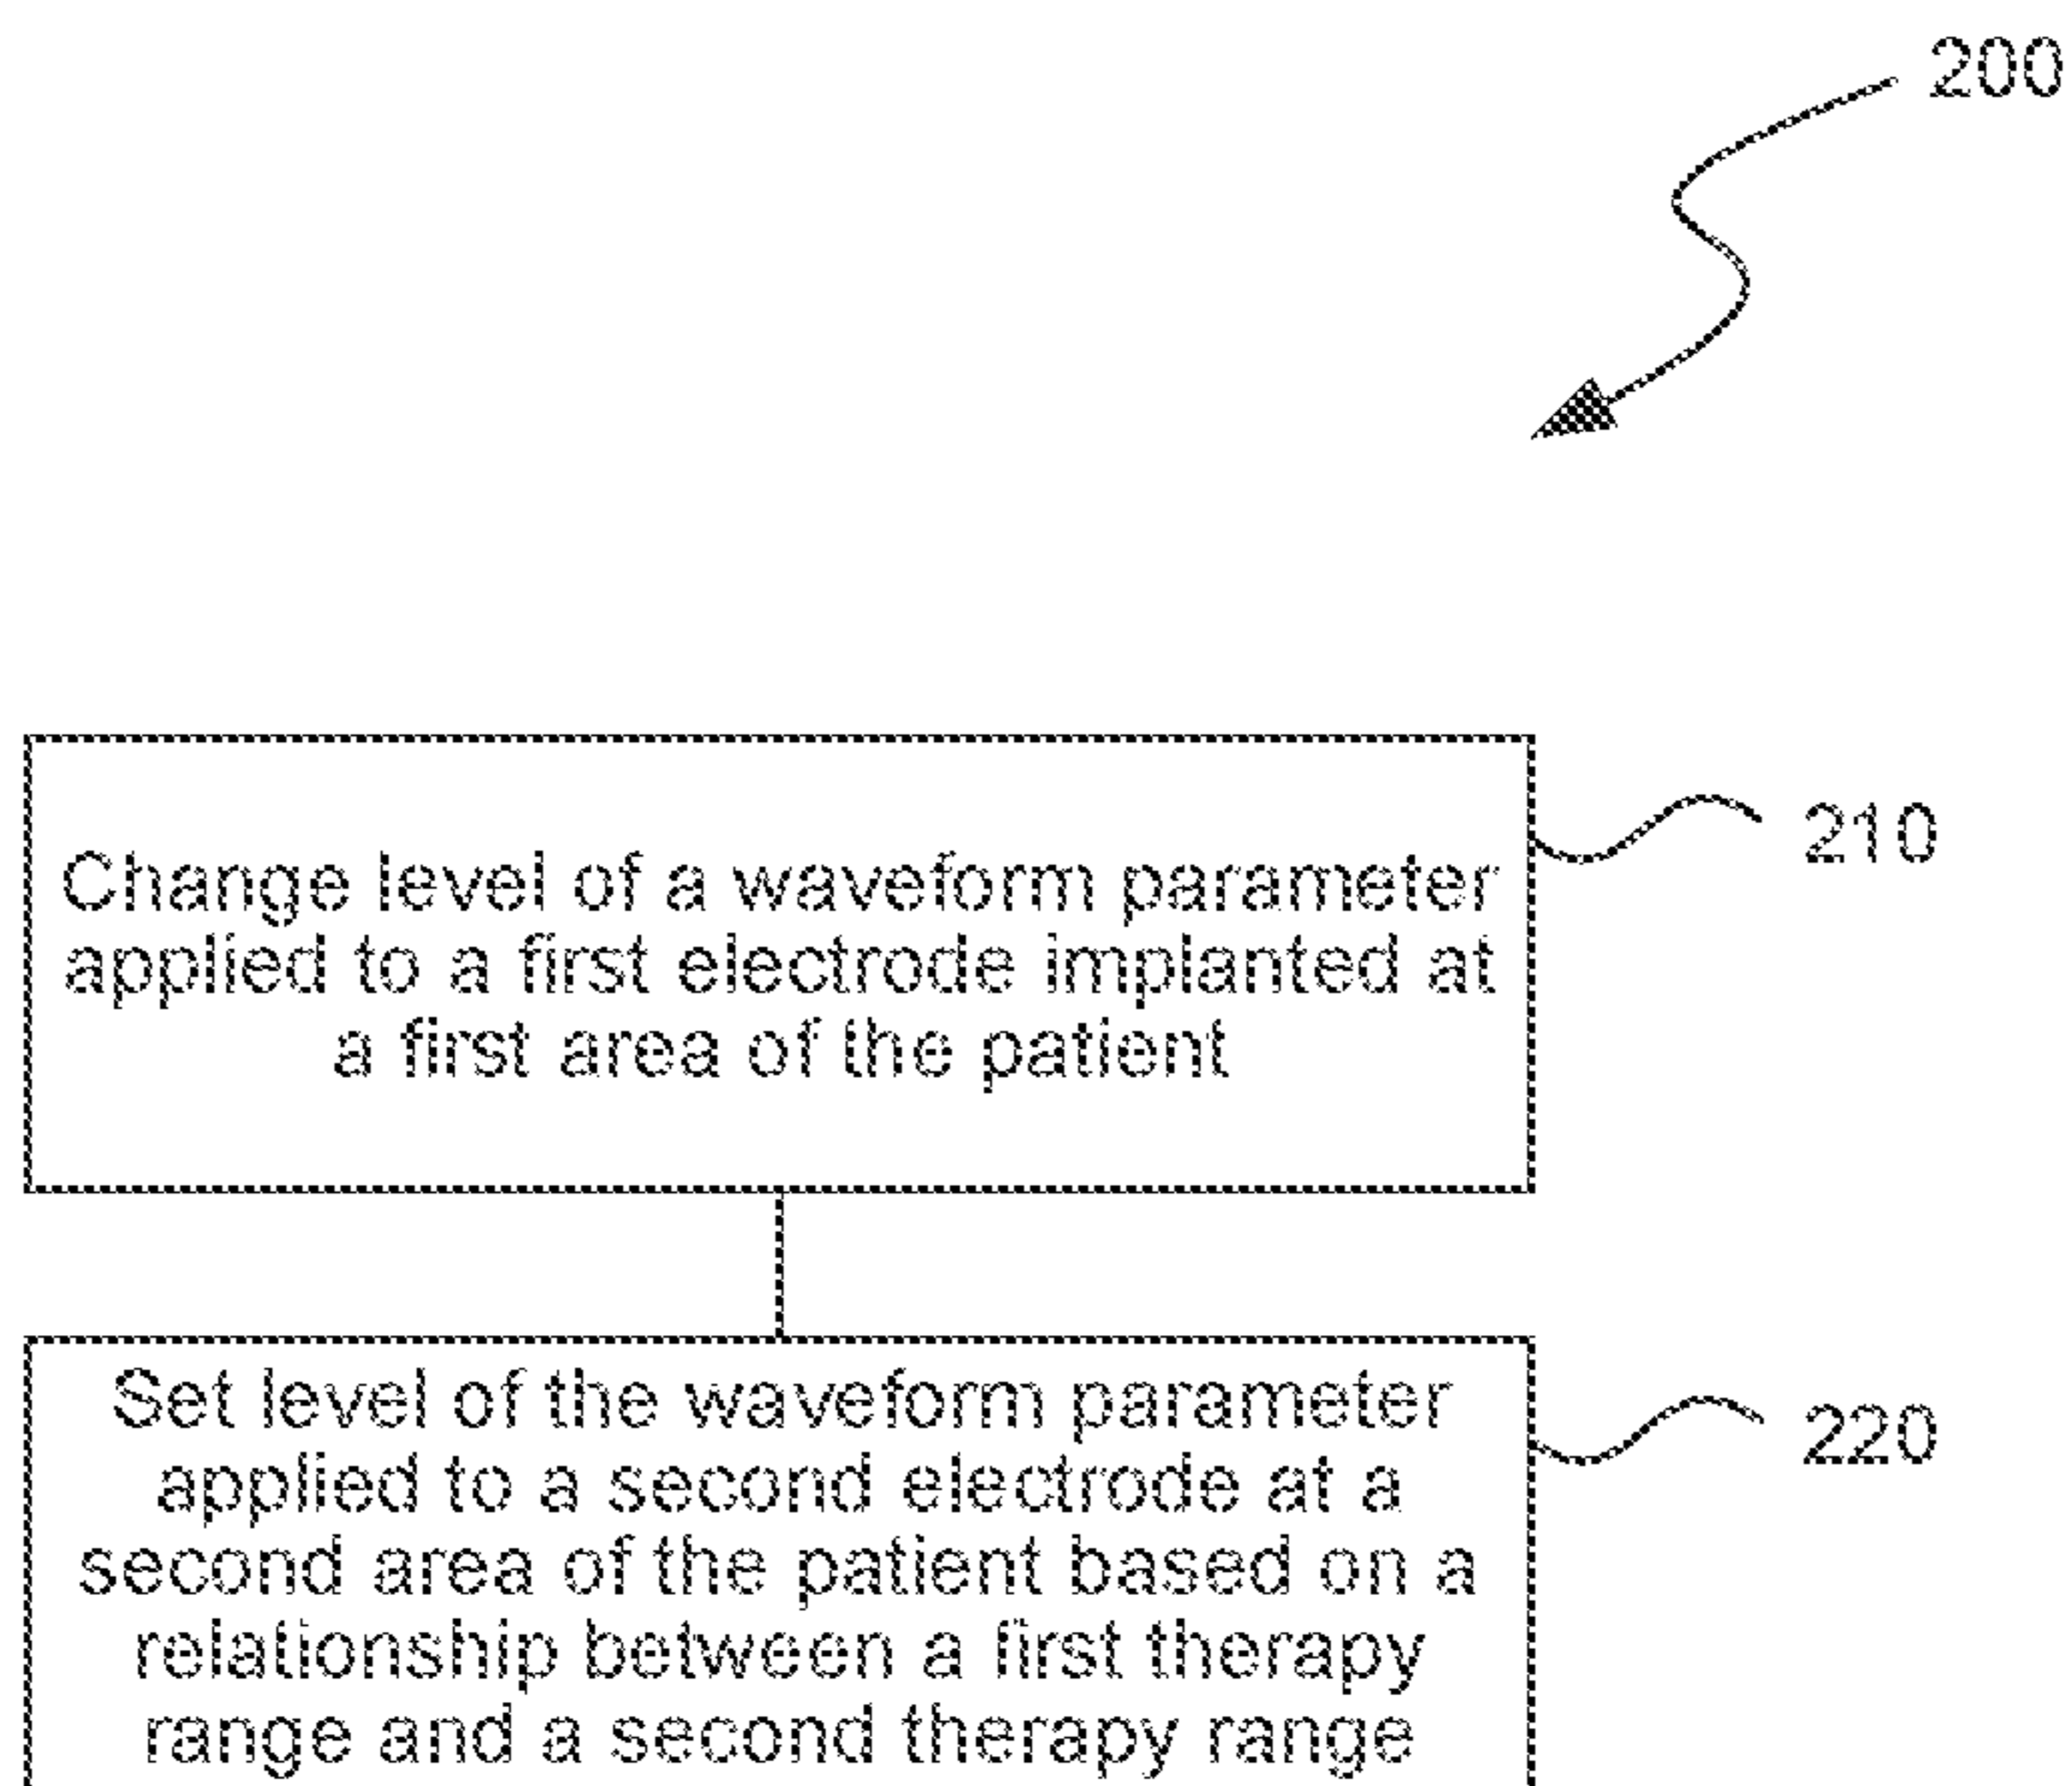 200
Change level of a waveform parameter
applied to a first electrode implanted at
a first area of the patient
210
Set level of the waveform parameter
applied to a second electrode at a
second area of the patient based on a
relationship between a first therapy
range and a second therapy range
220